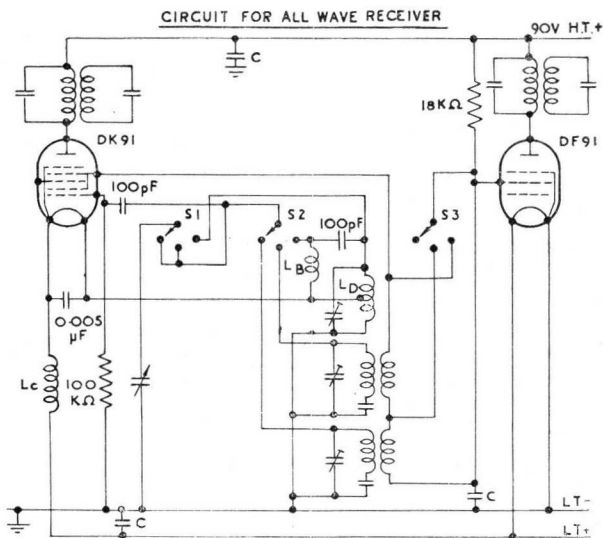 CIRCUIT FOR ALL WAVE RECEIVER
90V H.T.+
C
18KΩ
DK91
DF91
100pF
S1
S2
100pF
S3
LB
LD
0.005
μF
Lc
100
KΩ
C
C
LT-
LT+